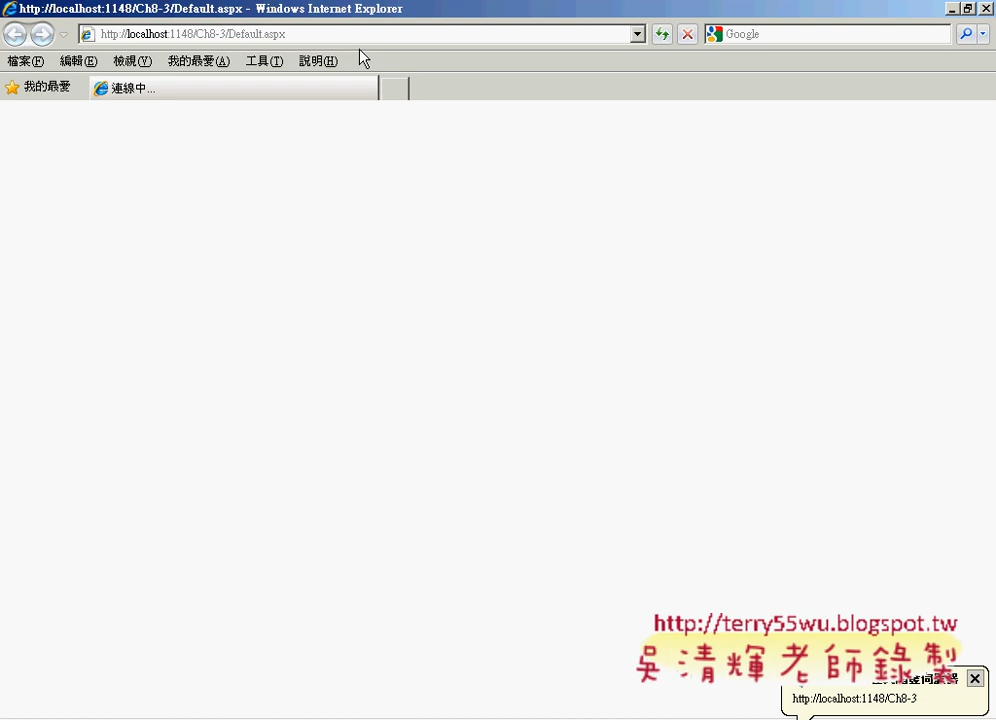 http://localhost:1148/Ch8-3/Default.aspx - Windows Internet Explorer
http://localhost:1148/Ch8-3/Default.aspx
Google
檔案(F) 編輯(E) 檢視(V) 我的最愛(A) 工具(T) 說明(H)
我的最愛
連線中...
http://terry55wu.blogspot.tw
吳清輝老師錄製
http://localhost:1148/Ch8-3